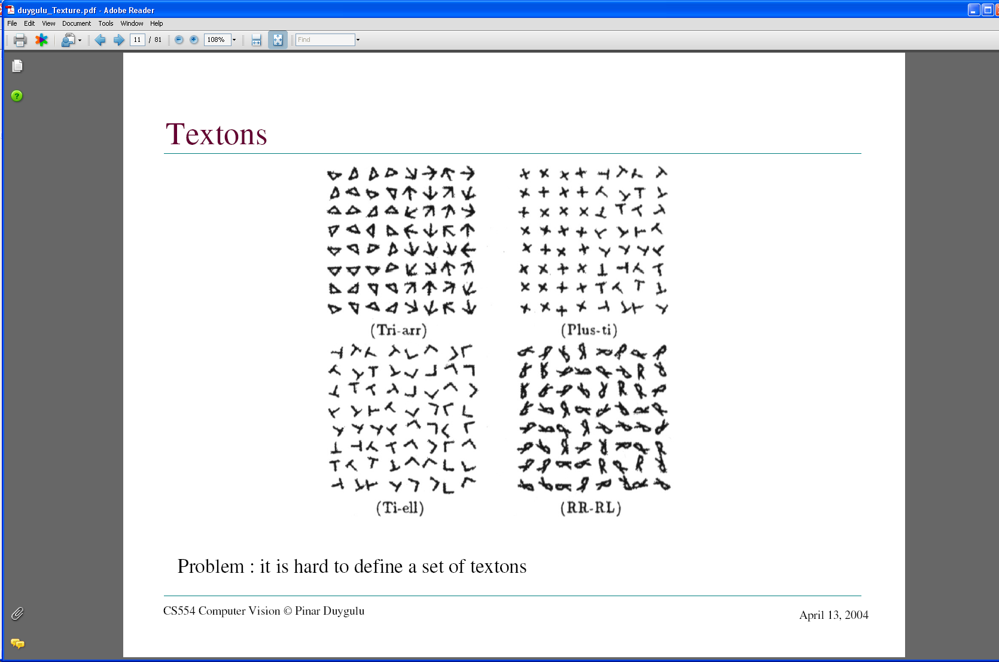 duygulu_Texture.pdf - Adobe Reader
File Edit View Document Tools Window Help
11 / 81 108% Find
Textons
(Tri-arr) (Plus-ti)
(Ti-ell) (RR-RL)
Problem : it is hard to define a set of textons
CS554 Computer Vision © Pinar Duygulu
April 13, 2004